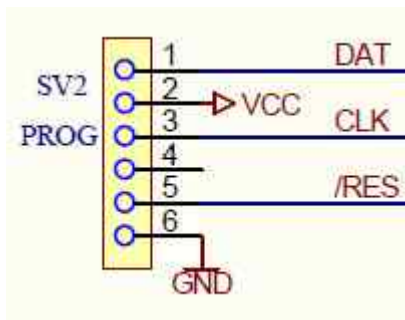 1 DAT
SV2
2 VCC
PROG
3 CLK
4
5 /RES
6
GND